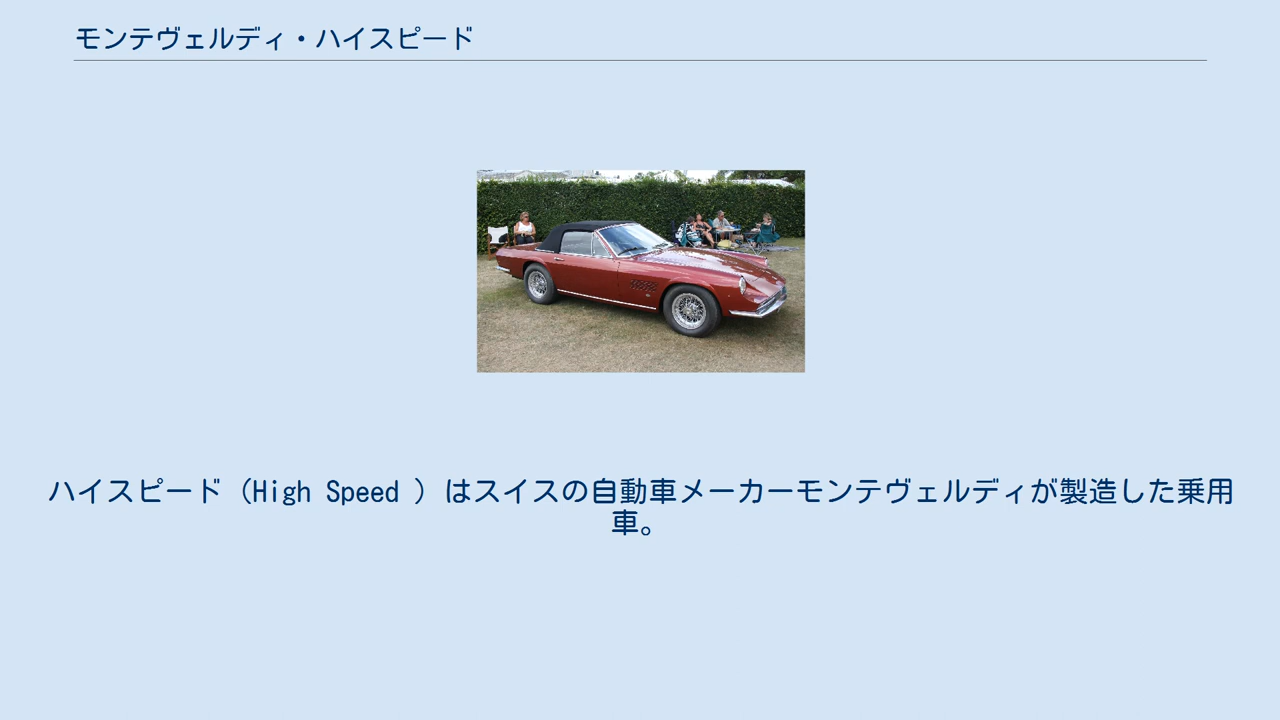 モンテヴェルディ・ハイスピード
ハイスピード（High Speed ）はスイスの自動車メーカーモンテヴェルディが製造した乗用
車。